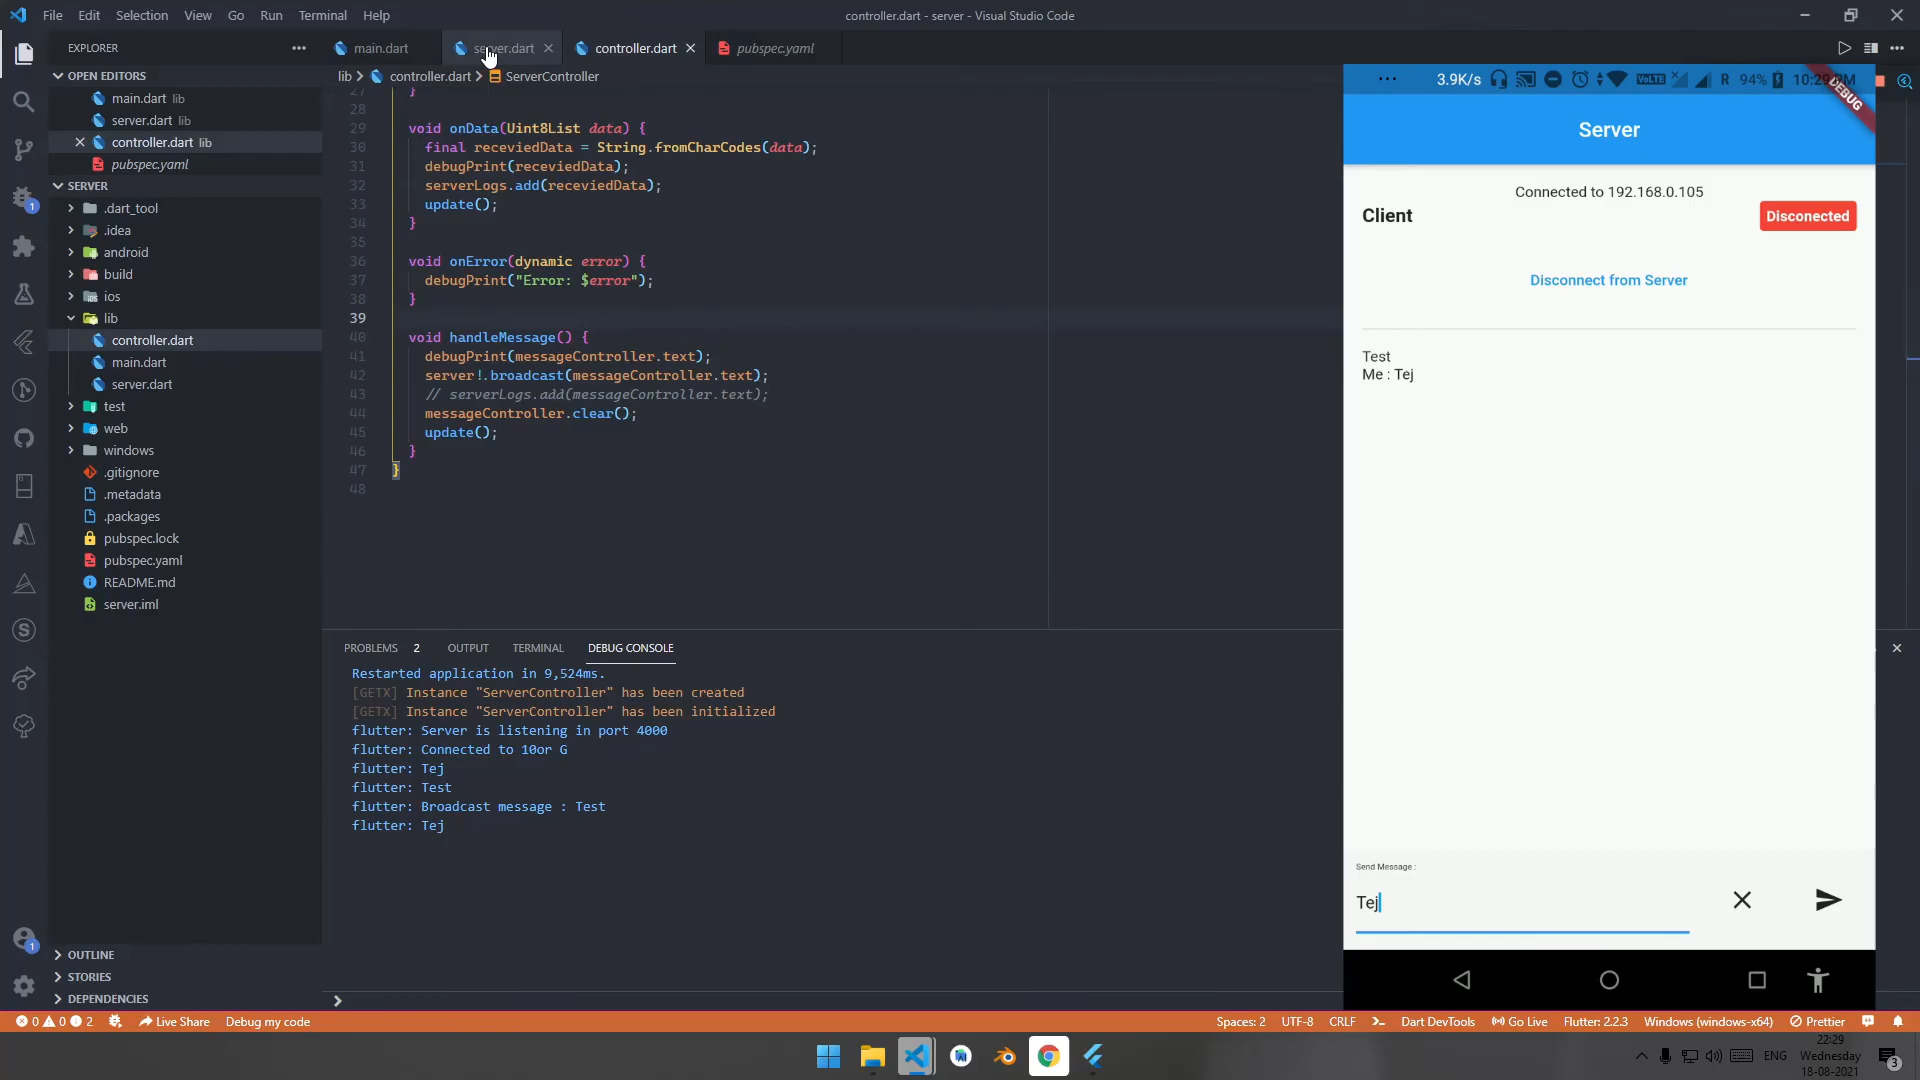 File Edit Selection View Go Run Terminal Help
controller.dart - server - Visual Studio Code
EXPLORER
main.dart
server.dart
controller.dart
pubspec.yaml
OPEN EDITORS
main.dart lib
server.dart lib
controller.dart lib
pubspec.yaml
SERVER
.dart_tool
.idea
android
build
ios
lib
controller.dart
main.dart
server.dart
test
web
windows
.gitignore
.metadata
.packages
pubspec.lock
pubspec.yaml
README.md
server.iml
OUTLINE
STORIES
DEPENDENCIES
lib > controller.dart > ServerController
27 }
28
29 void onData(Uint8List data) {
30 final receviedData = String.fromCharCodes(data);
31 debugPrint(receviedData);
32 serverLogs.add(receviedData);
33 update();
34 }
35
36 void onError(dynamic error) {
37 debugPrint("Error: $error");
38 }
39
40 void handleMessage() {
41 debugPrint(messageController.text);
42 server!.broadcast(messageController.text);
43 // serverLogs.add(messageController.text);
44 messageController.clear();
45 update();
46 }
47 }
48
PROBLEMS 2 OUTPUT TERMINAL DEBUG CONSOLE
Restarted application in 9,524ms.
[GETX] Instance "ServerController" has been created
[GETX] Instance "ServerController" has been initialized
flutter: Server is listening in port 4000
flutter: Connected to 10or G
flutter: Tej
flutter: Test
flutter: Broadcast message : Test
flutter: Tej
3.9K/s VoLTE R 94% 10:29 PM
DEBUG
Server
Connected to 192.168.0.105
Client
Disconected
Disconnect from Server
Test
Me : Tej
Send Message :
Tej
1
1
0 0 2 Live Share Debug my code
Spaces: 2 UTF-8 CRLF Dart DevTools Go Live Flutter: 2.2.3 Windows (windows-x64) Prettier
ENG
22:29
Wednesday
18-08-2021
3